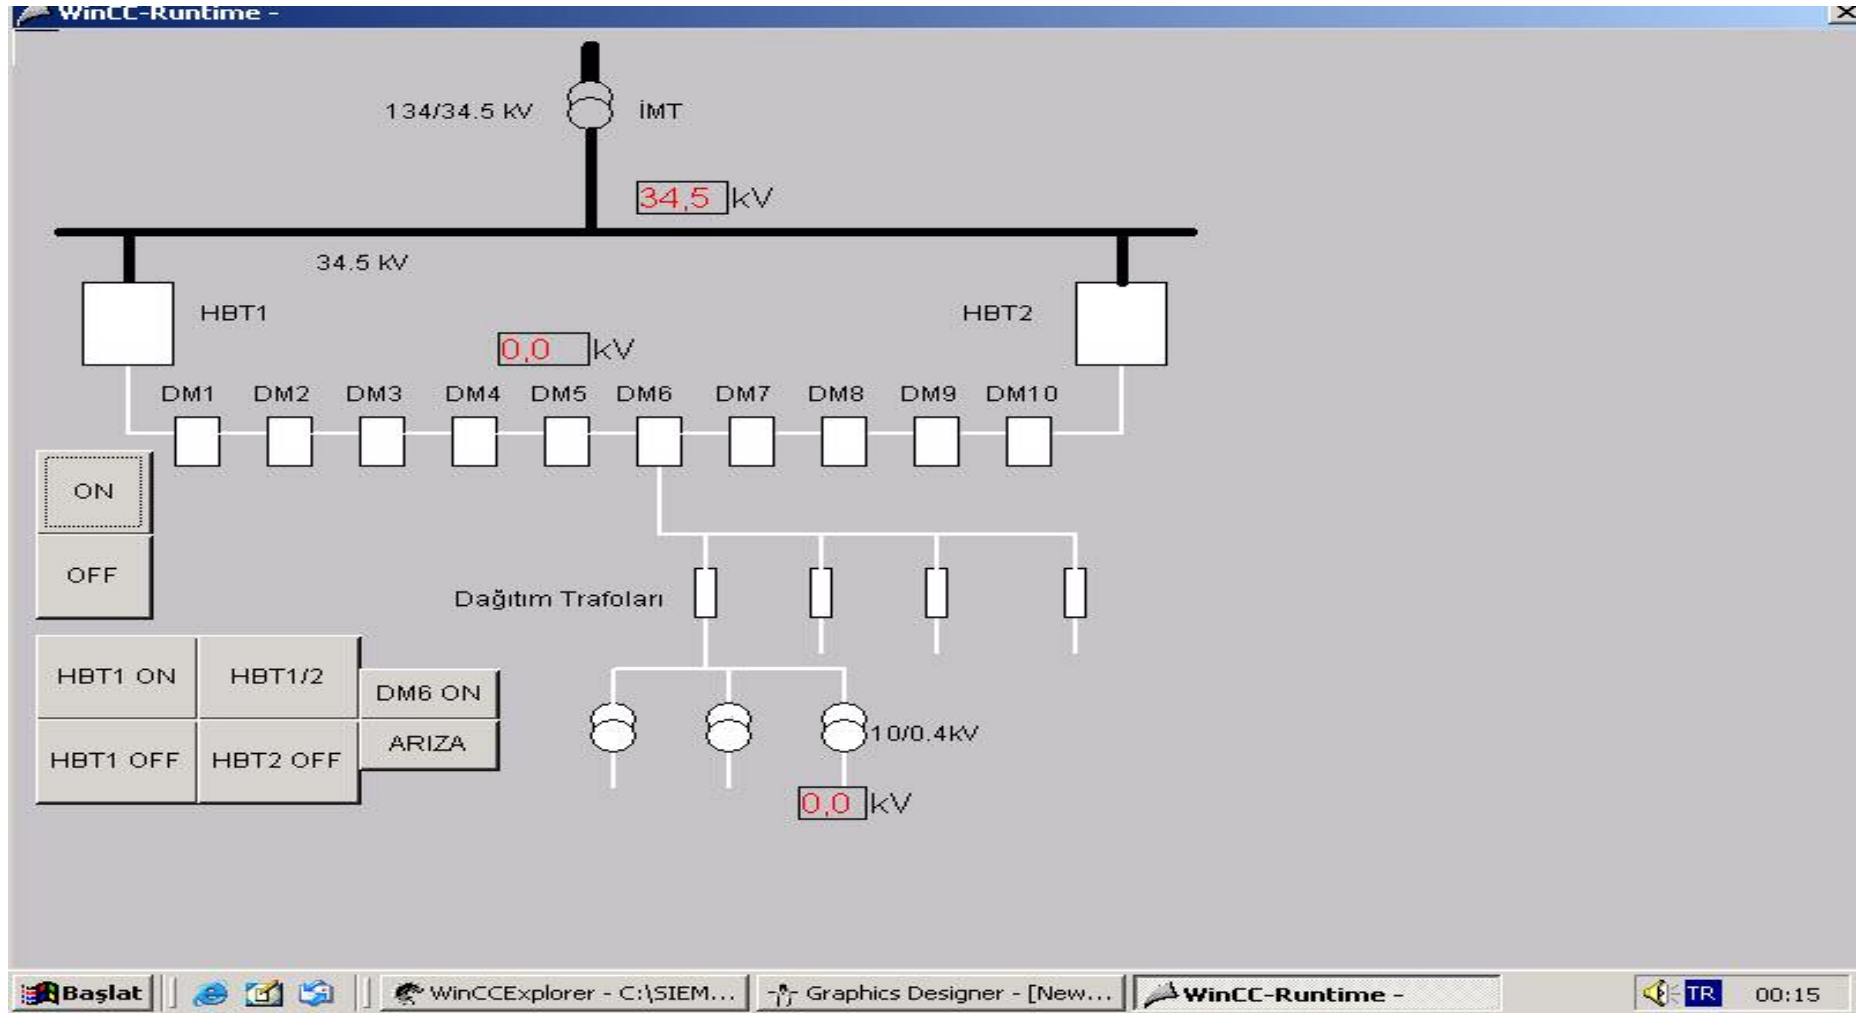 WinCC-Runtime -
134/34.5 kV
İMT
34,5 kV
34.5 kV
HBT1
HBT2
0,0 kV
DM1 DM2 DM3 DM4 DM5 DM6 DM7 DM8 DM9 DM10
ON
OFF
Dağıtım Trafoları
HBT1 ON
HBT1/2
DM6 ON
HBT1 OFF
HBT2 OFF
ARIZA
10/0.4kV
0,0 kV
Başlat
WinCCExplorer - C:\SIEM...
Graphics Designer - [New...
WinCC-Runtime -
TR
00:15